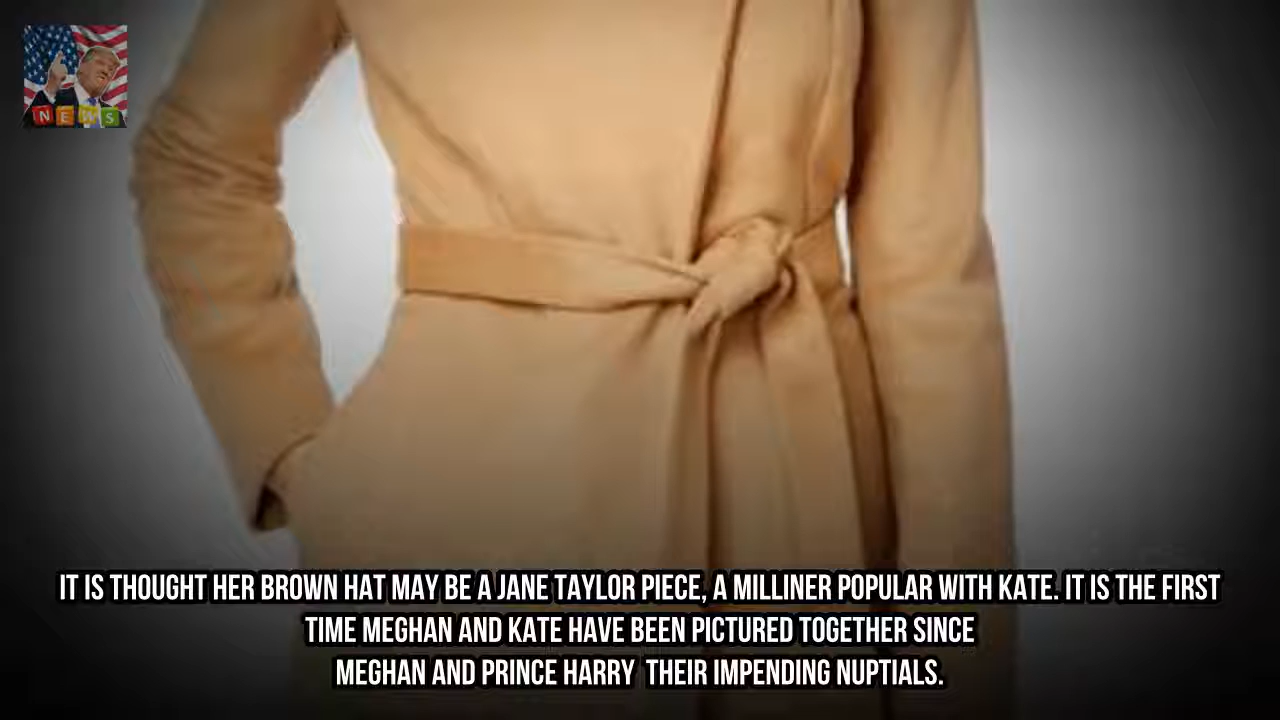 NEWS
IT IS THOUGHT HER BROWN HAT MAY BE A JANE TAYLOR PIECE, A MILLINER POPULAR WITH KATE. IT IS THE FIRST
TIME MEGHAN AND KATE HAVE BEEN PICTURED TOGETHER SINCE
MEGHAN AND PRINCE HARRY THEIR IMPENDING NUPTIALS.